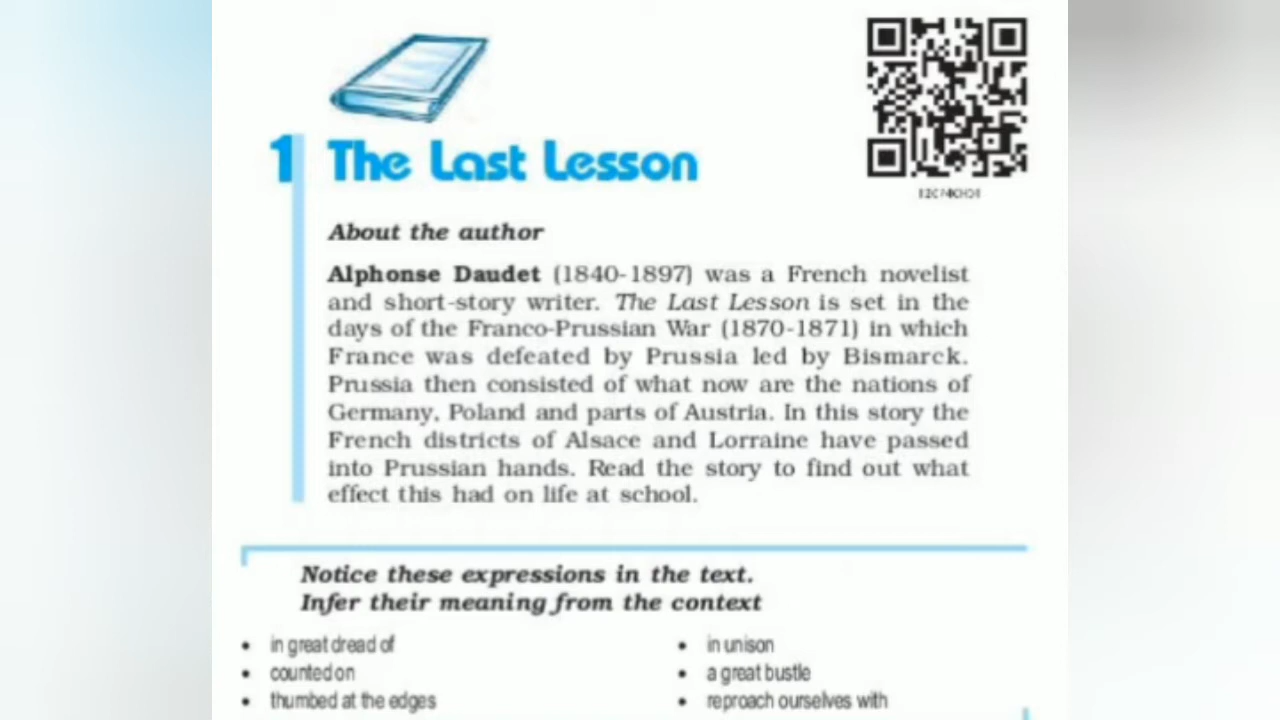 1 The Last Lesson
About the author
Alphonse Daudet (1840-1897) was a French novelist
and short-story writer. The Last Lesson is set in the
days of the Franco-Prussian War (1870-1871) in which
France was defeated by Prussia led by Bismarck.
Prussia then consisted of what now are the nations of
Germany, Poland and parts of Austria. In this story the
French districts of Alsace and Lorraine have passed
into Prussian hands. Read the story to find out what
effect this had on life at school.
Notice these expressions in the text.
Infer their meaning from the context
• in great dread of
• counted on
• thumbed at the edges
• in unison
• a great bustle
• reproach ourselves with